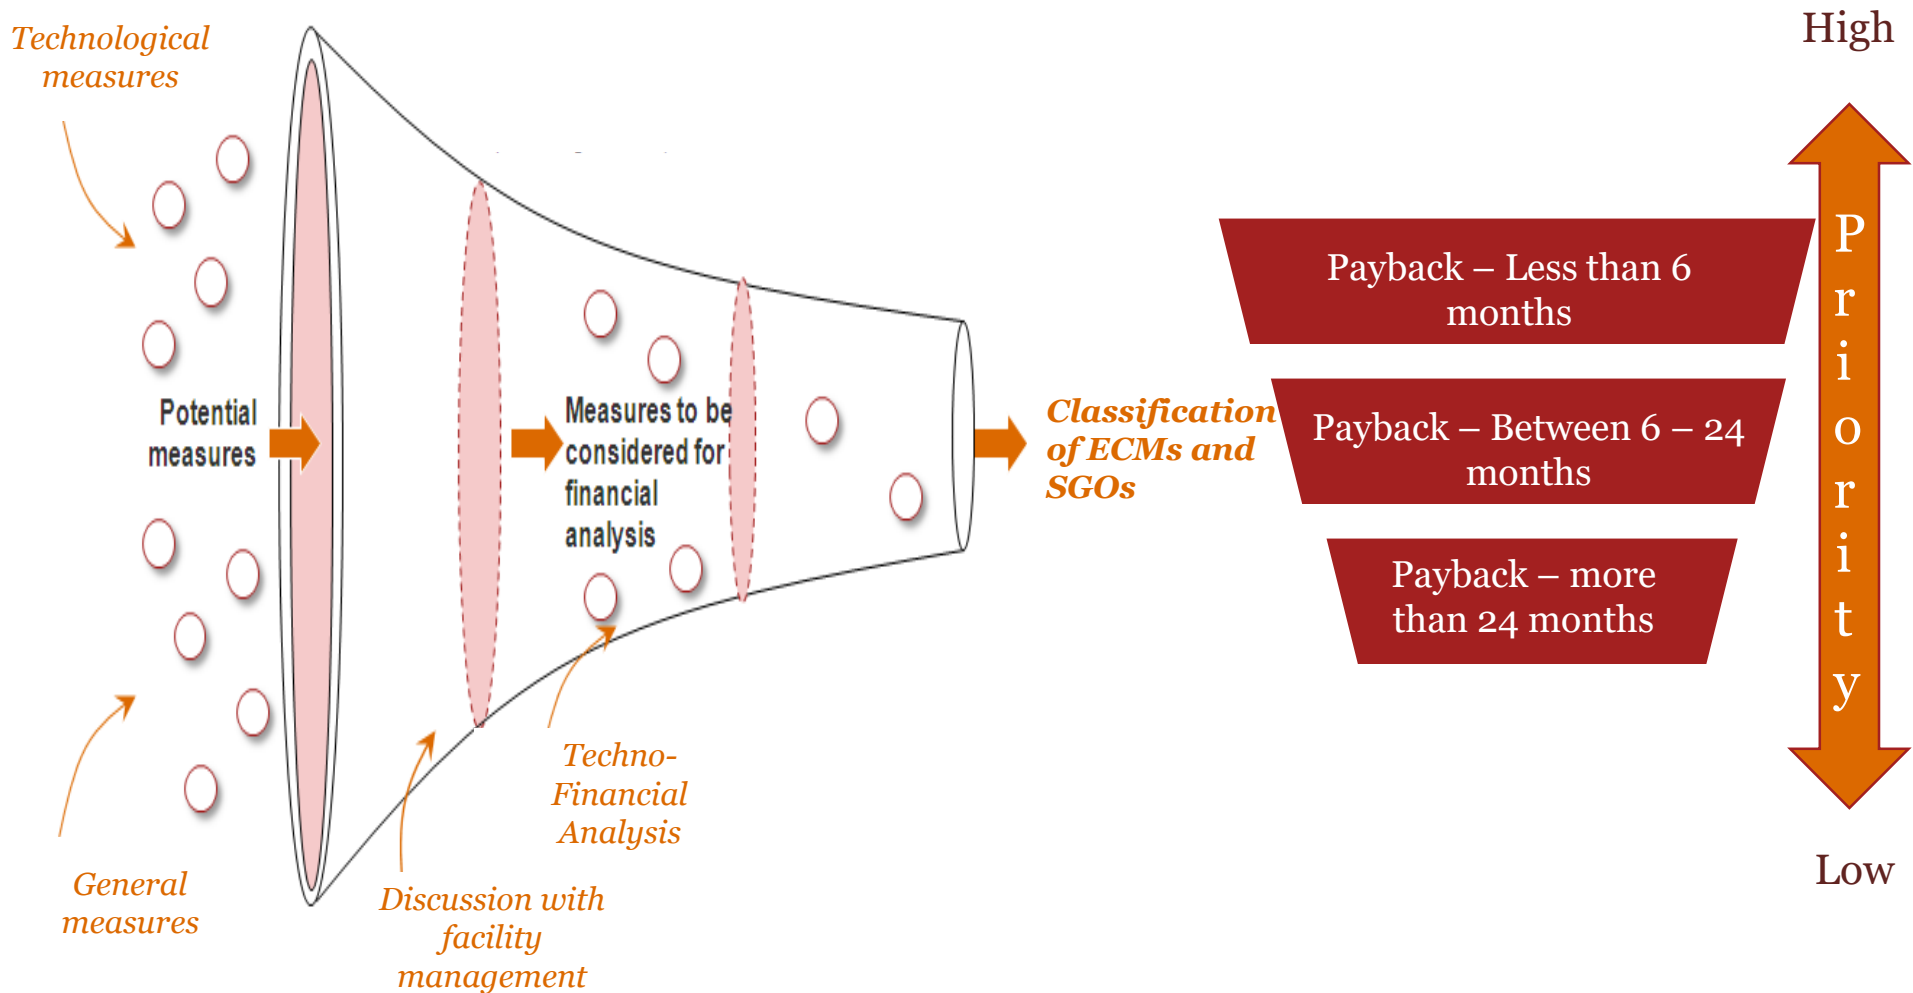 Technological
measures
Potential
measures
General
measures
Discussion with
facility
management
Techno-
Financial
Analysis
Measures to be
considered for
financial
analysis
Classification
of ECMs and
SGOs
Payback – Less than 6
months
Payback – Between 6 – 24
months
Payback – more
than 24 months
High
Priority
Low